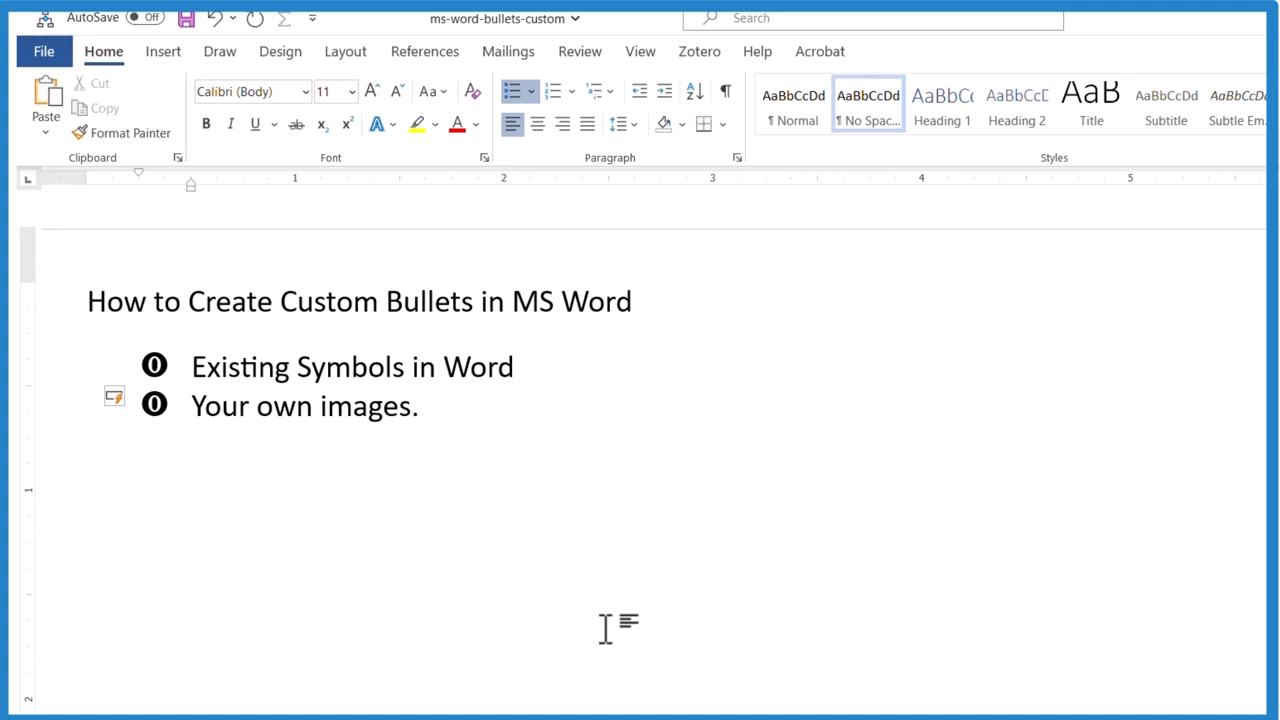 AutoSave Off ms-word-bullets-custom Search
File Home Insert Draw Design Layout References Mailings Review View Zotero Help Acrobat
Paste Cut Copy Format Painter
Calibri (Body) 11 Aa
B I U ab x₂ x² A A
AaBbCcDd AaBbCcDd AaBbCc AaBbCcD AaB AaBbCcDd AaBbCcDc
¶ Normal ¶ No Spac... Heading 1 Heading 2 Title Subtitle Subtle Em...
Clipboard Font Paragraph Styles
1 2 3 4 5
How to Create Custom Bullets in MS Word
⓿ Existing Symbols in Word
⓿ Your own images.
1
2